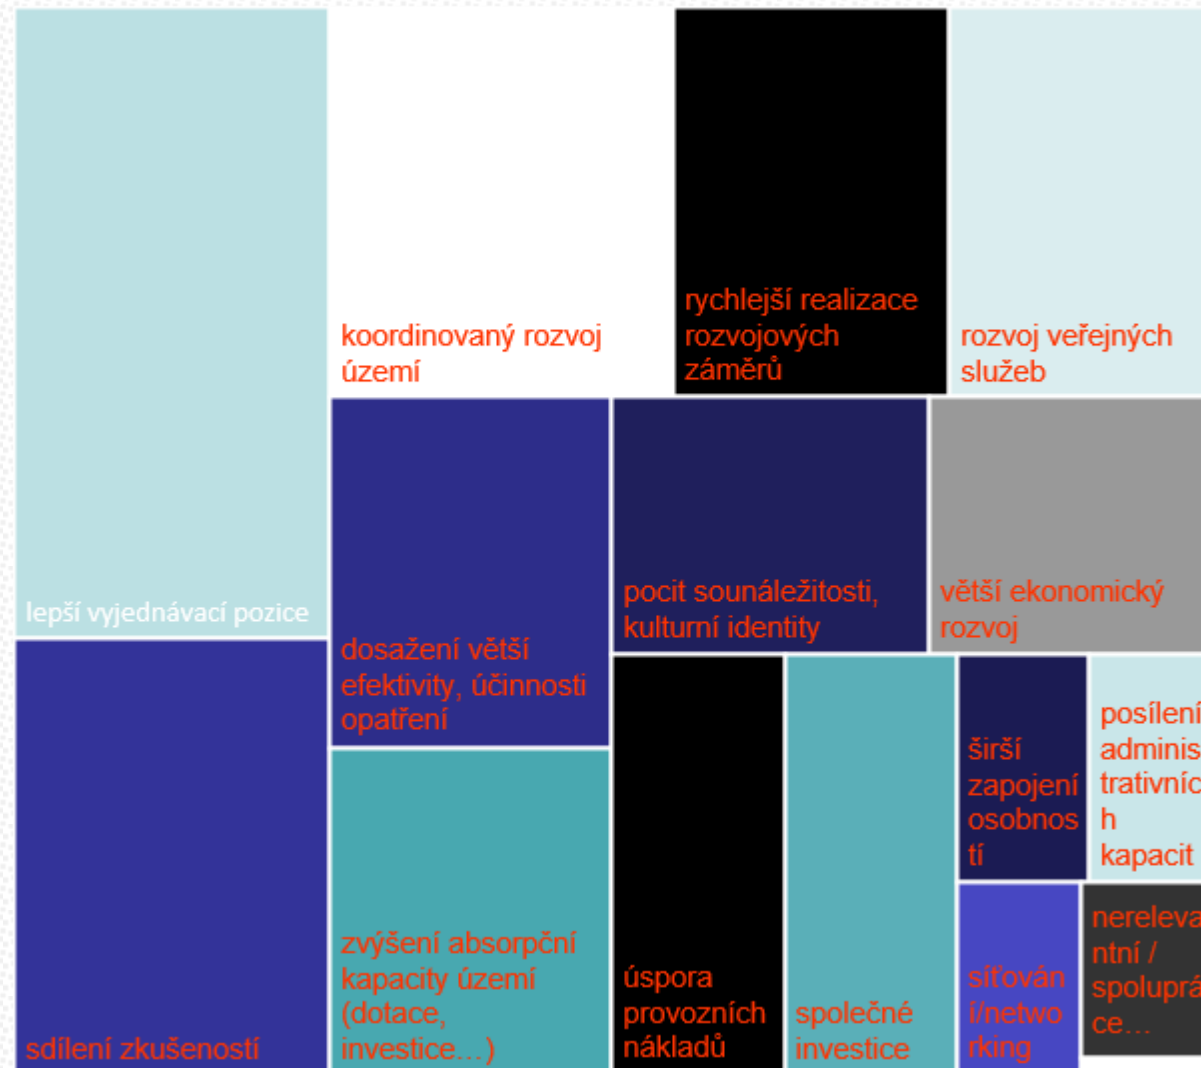 lepší vyjednávací pozice
sdílení zkušeností
koordinovaný rozvoj
území
rychlejší realizace
rozvojových
záměrů
rozvoj veřejných
služeb
dosažení větší
efektivity, účinnosti
opatření
pocit sounáležitosti,
kulturní identity
větší ekonomický
rozvoj
zvýšení absorpční
kapacity území
(dotace,
investice...)
úspora
provozních
nákladů
společné
investice
širší
zapojení
osobnos
tí
posílení
adminis
trativníc
h
kapacit
síťován
í/netwo
rking
nereleva
ntní /
spoluprá
ce...